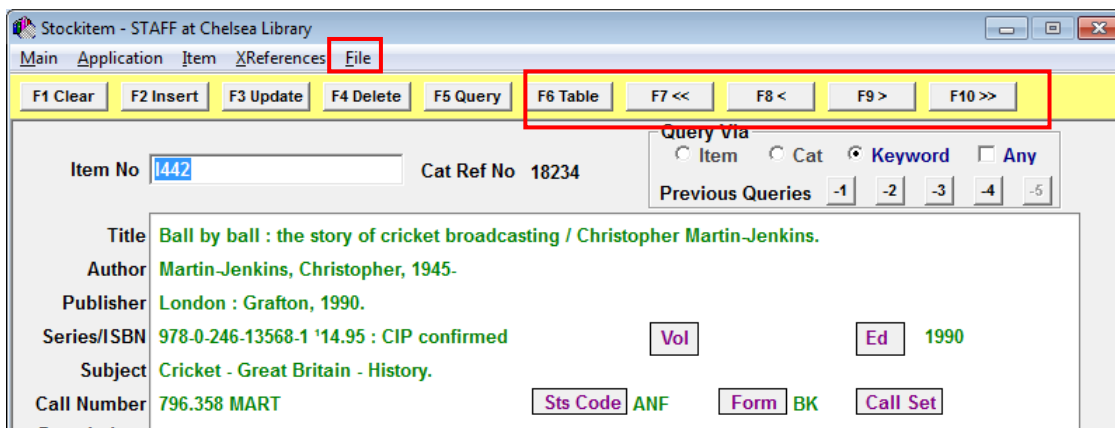 Stockitem - STAFF at Chelsea Library
Main Application Item XReferences File
F1 Clear F2 Insert F3 Update F4 Delete F5 Query F6 Table F7 << F8 < F9 > F10 >>
Query Via
Item No I442 Cat Ref No 18234 Item Cat Keyword Any
Previous Queries -1 -2 -3 -4 -5
Title Ball by ball : the story of cricket broadcasting / Christopher Martin-Jenkins.
Author Martin-Jenkins, Christopher, 1945-
Publisher London : Grafton, 1990.
Series/ISBN 978-0-246-13568-1 ¹14.95 : CIP confirmed Vol Ed 1990
Subject Cricket - Great Britain - History.
Call Number 796.358 MART Sts Code ANF Form BK Call Set